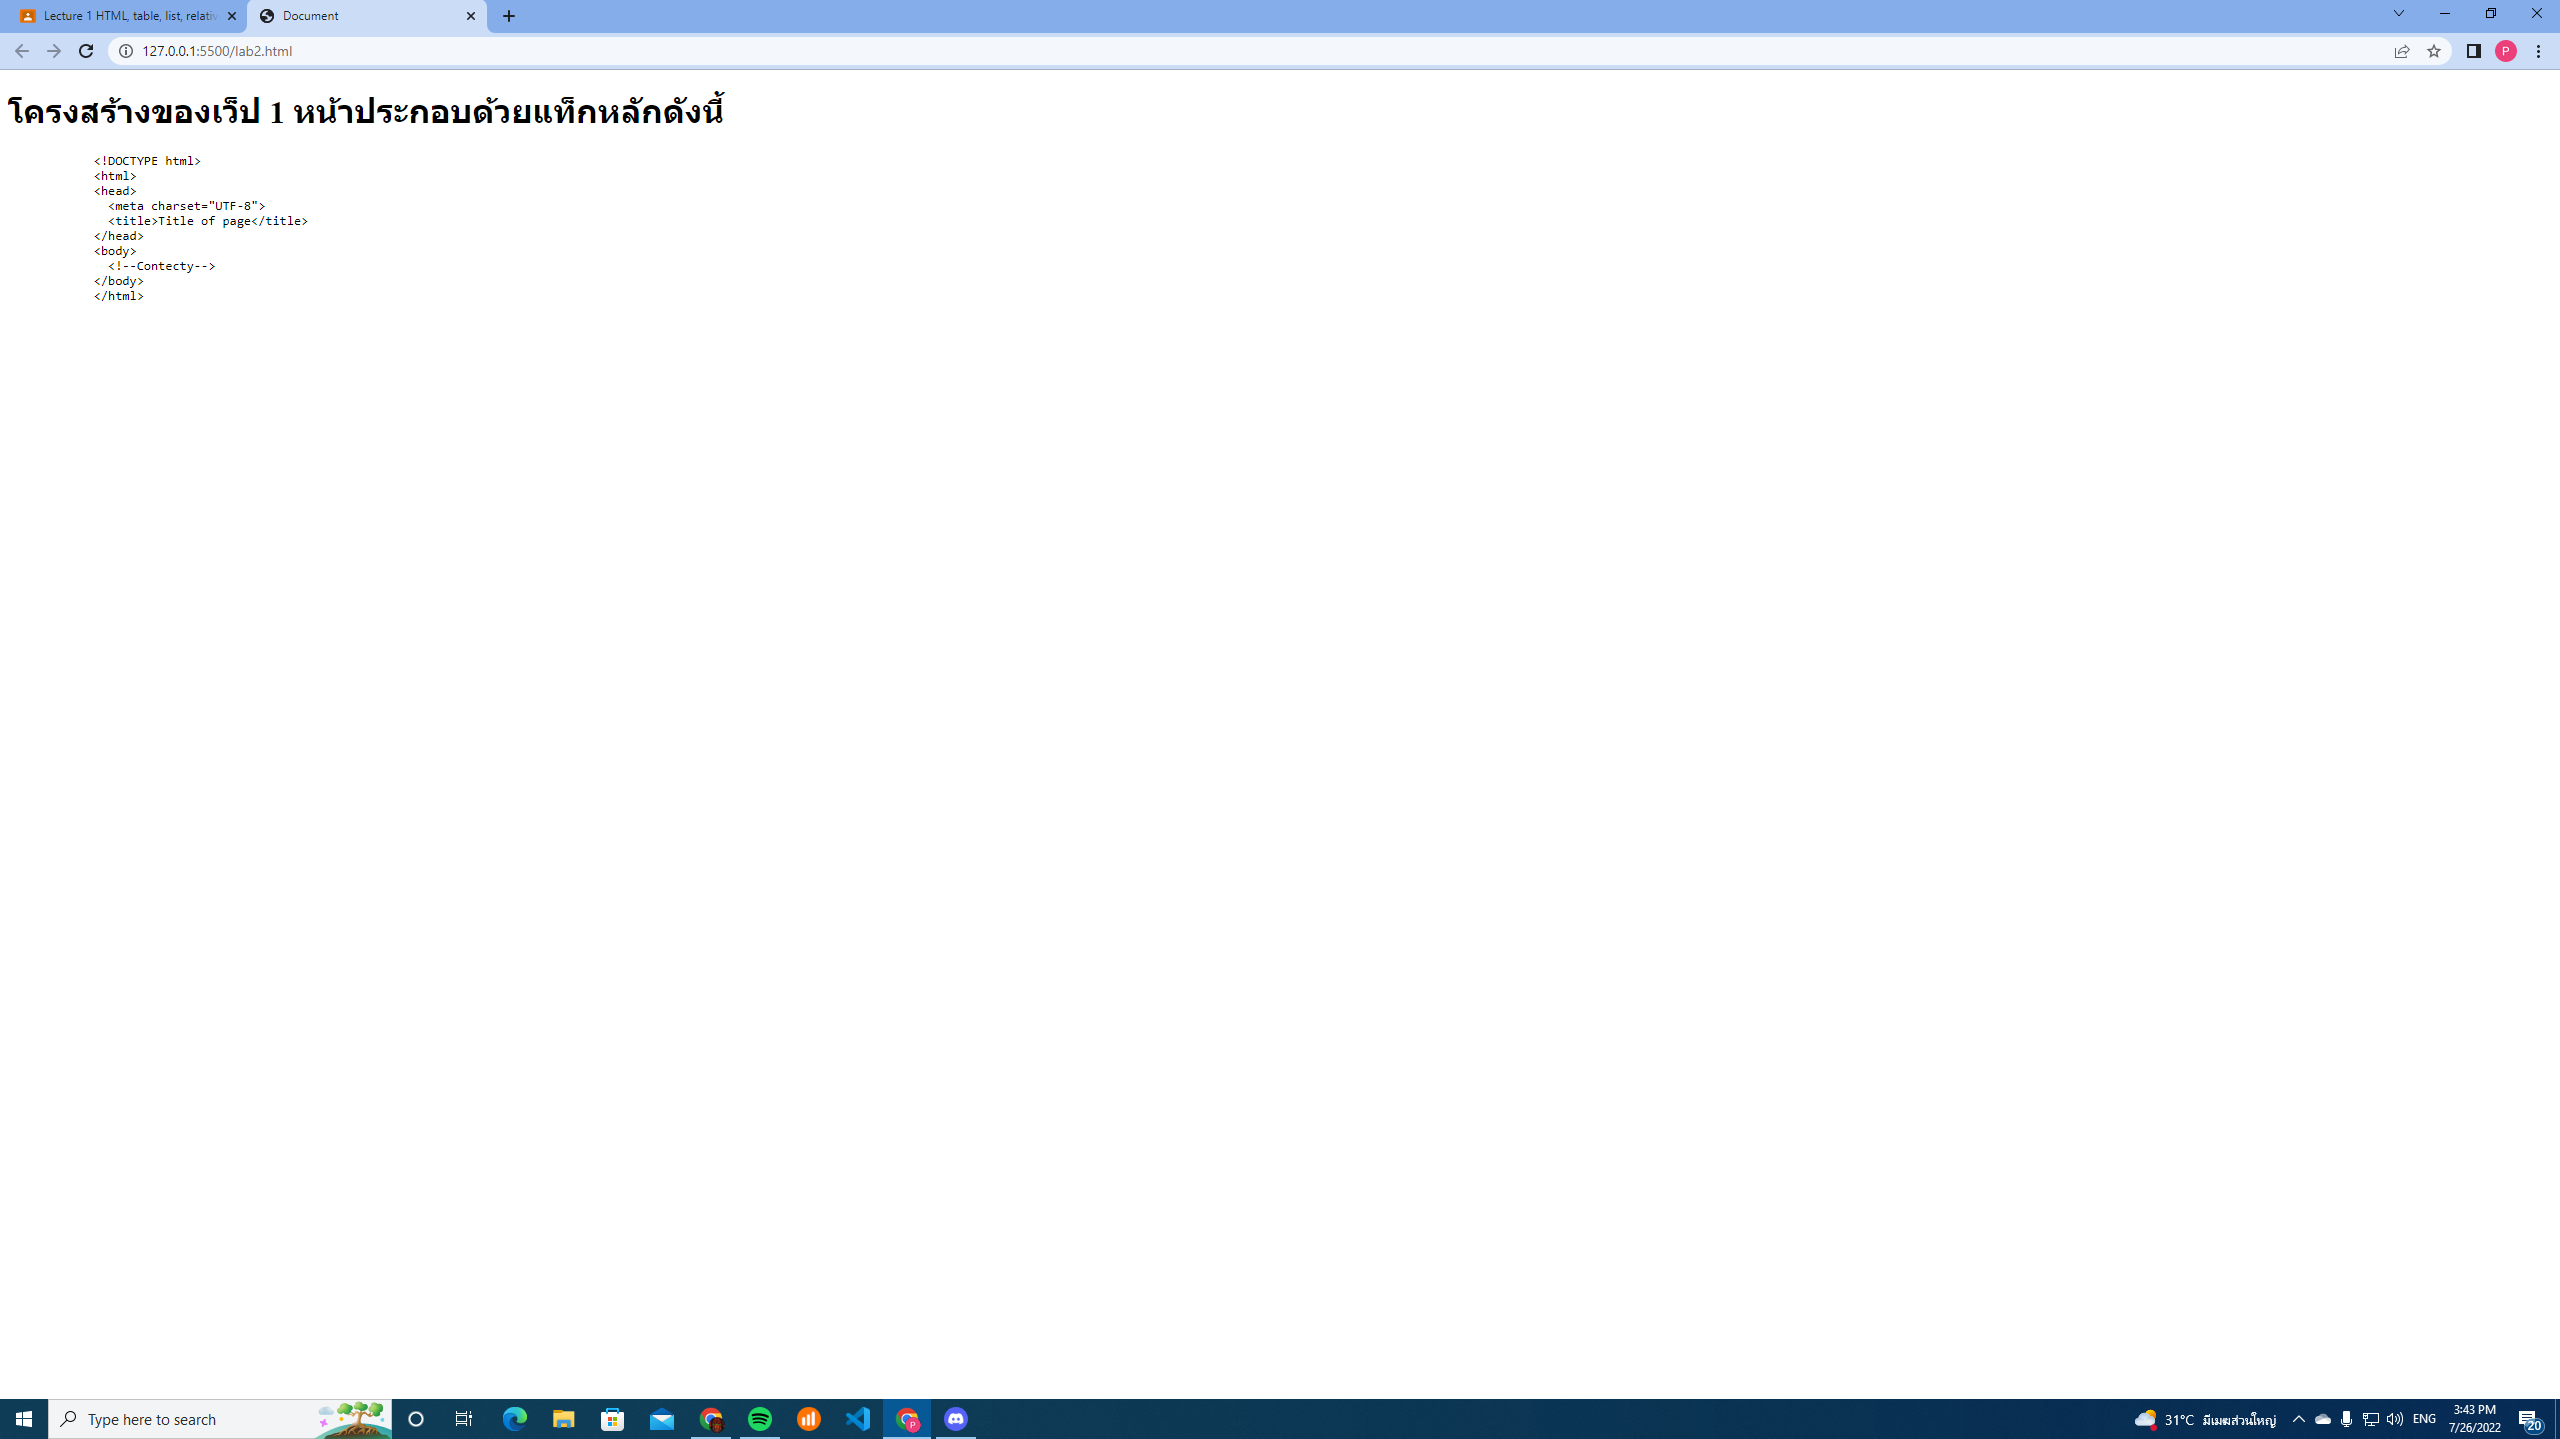 Lecture 1 HTML, table, list, relativ
Document
127.0.0.1:5500/lab2.html
P
โครงสร้างของเว็ป 1 หน้าประกอบด้วยแท็กหลักดังนี้
<!DOCTYPE html>
<html>
<head>
  <meta charset="UTF-8">
  <title>Title of page</title>
</head>
<body>
  <!--Contecty-->
</body>
</html>
Type here to search
P
31°C มีเมฆส่วนใหญ่
ENG
3:43 PM
7/26/2022
20